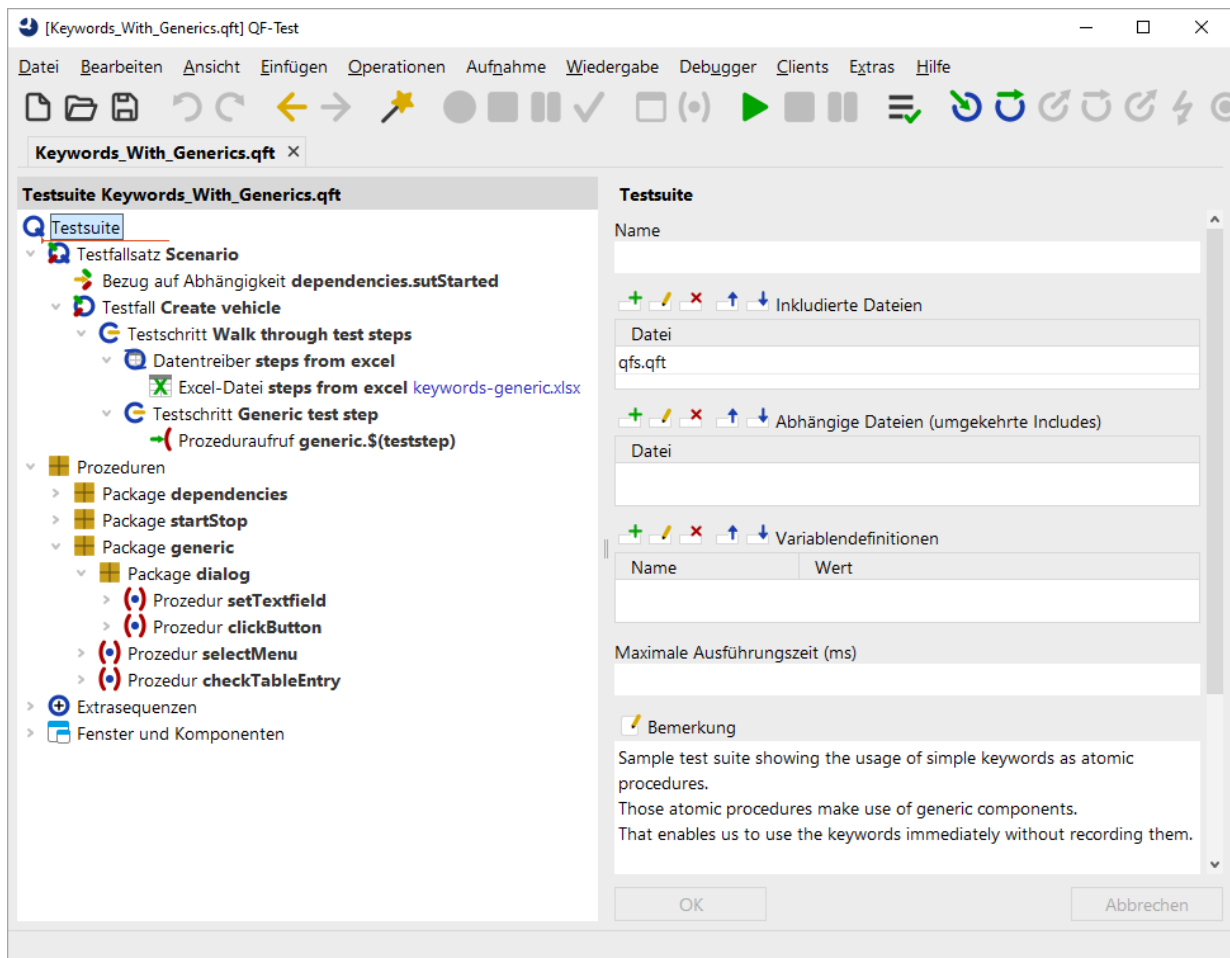 [Keywords_With_Generics.qft] QF-Test
Datei Bearbeiten Ansicht Einfügen Operationen Aufnahme Wiedergabe Debugger Clients Extras Hilfe
Keywords_With_Generics.qft
Testsuite Keywords_With_Generics.qft
Testsuite
Testfallsatz Scenario
Bezug auf Abhängigkeit dependencies.sutStarted
Testfall Create vehicle
Testschritt Walk through test steps
Datentreiber steps from excel
Excel-Datei steps from excel keywords-generic.xlsx
Testschritt Generic test step
Prozeduraufruf generic.$(teststep)
Prozeduren
Package dependencies
Package startStop
Package generic
Package dialog
Prozedur setTextfield
Prozedur clickButton
Prozedur selectMenu
Prozedur checkTableEntry
Extrasequenzen
Fenster und Komponenten
Testsuite
Name
Inkludierte Dateien
Datei
qfs.qft
Abhängige Dateien (umgekehrte Includes)
Datei
Variablendefinitionen
Name Wert
Maximale Ausführungszeit (ms)
Bemerkung
Sample test suite showing the usage of simple keywords as atomic
procedures.
Those atomic procedures make use of generic components.
That enables us to use the keywords immediately without recording them.
OK Abbrechen